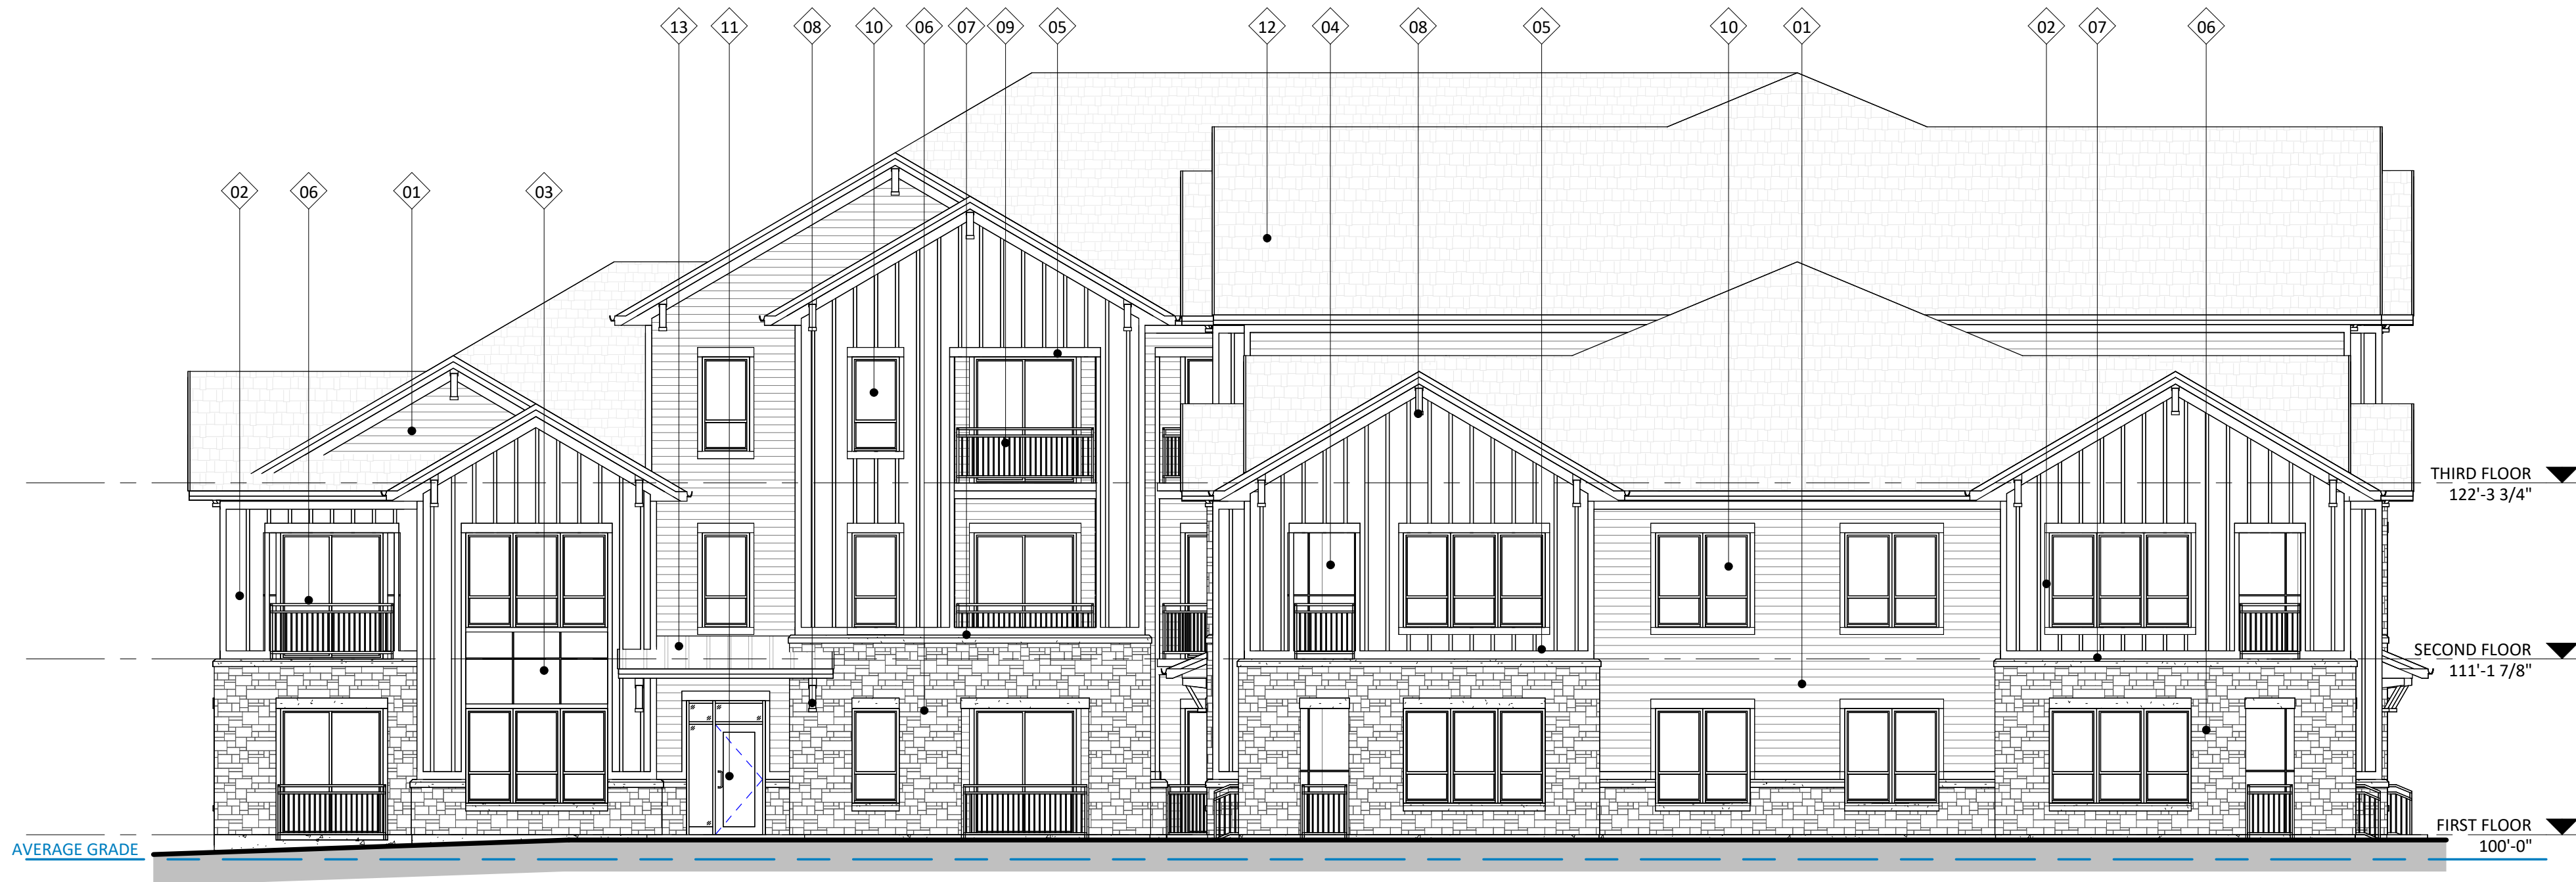 13 11 08 10 06 07 09 05 12 04 08 05 10 01 02 07 06
02 06 01 03
THIRD FLOOR
122'-3 3/4"
SECOND FLOOR
111'-1 7/8"
FIRST FLOOR
100'-0"
AVERAGE GRADE